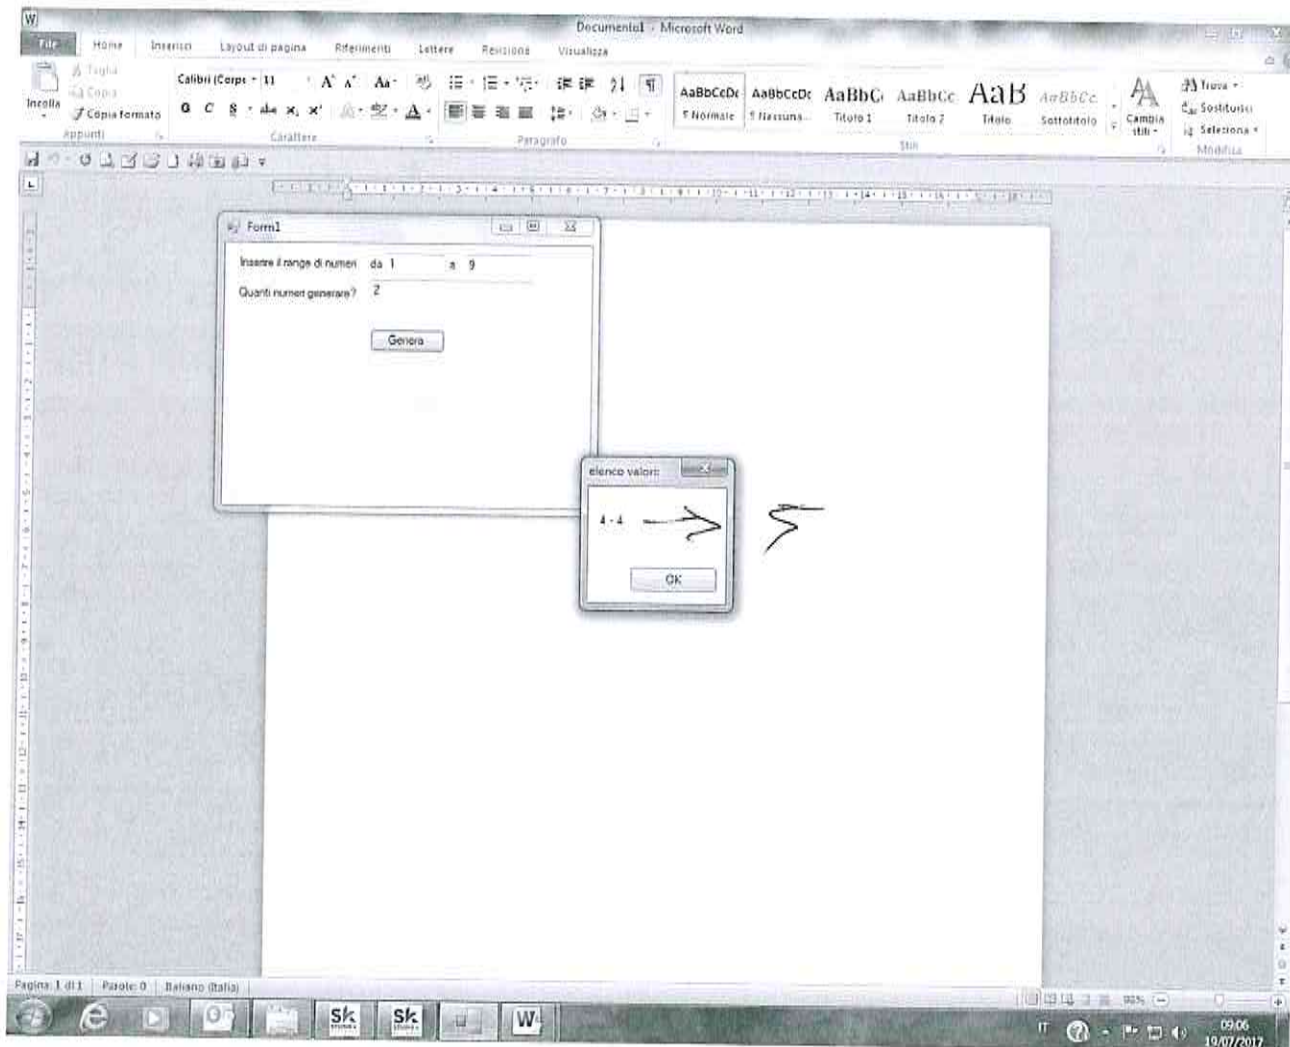 W
Documento1 - Microsoft Word
File Home Inserisci Layout di pagina Riferimenti Lettere Revisione Visualizza
Incolla
Taglia
Copia
Copia formato
Appunti
Calibri (Corpo 11
G C S abc x, x'
Carattere
Paragrafo
AaBbCcDc AaBbCcDc AaBbC AaBbCc AaB AaBbCc.
¶ Normale ¶ Nessuna... Titolo 1 Titolo 2 Titolo Sottotitolo
Cambia stili
Stili
Trova
Sostituisci
Seleziona
Modifica
Form1
Inserire il range di numeri da 1 a 9
Quanti numeri generare? 2
Genera
elenco valori:
4 - 4 → 5
OK
Pagina: 1 di 1 Parole: 0 Italiano (Italia)
98%
Sk Sk W
IT
09:06
19/07/2017